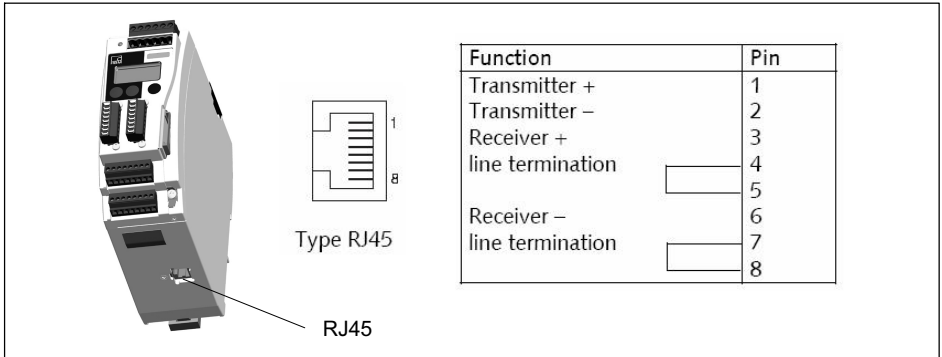 1
8
Type RJ45
RJ45
Function Pin
Transmitter + 1
Transmitter – 2
Receiver + 3
line termination 4
5
Receiver – 6
line termination 7
8